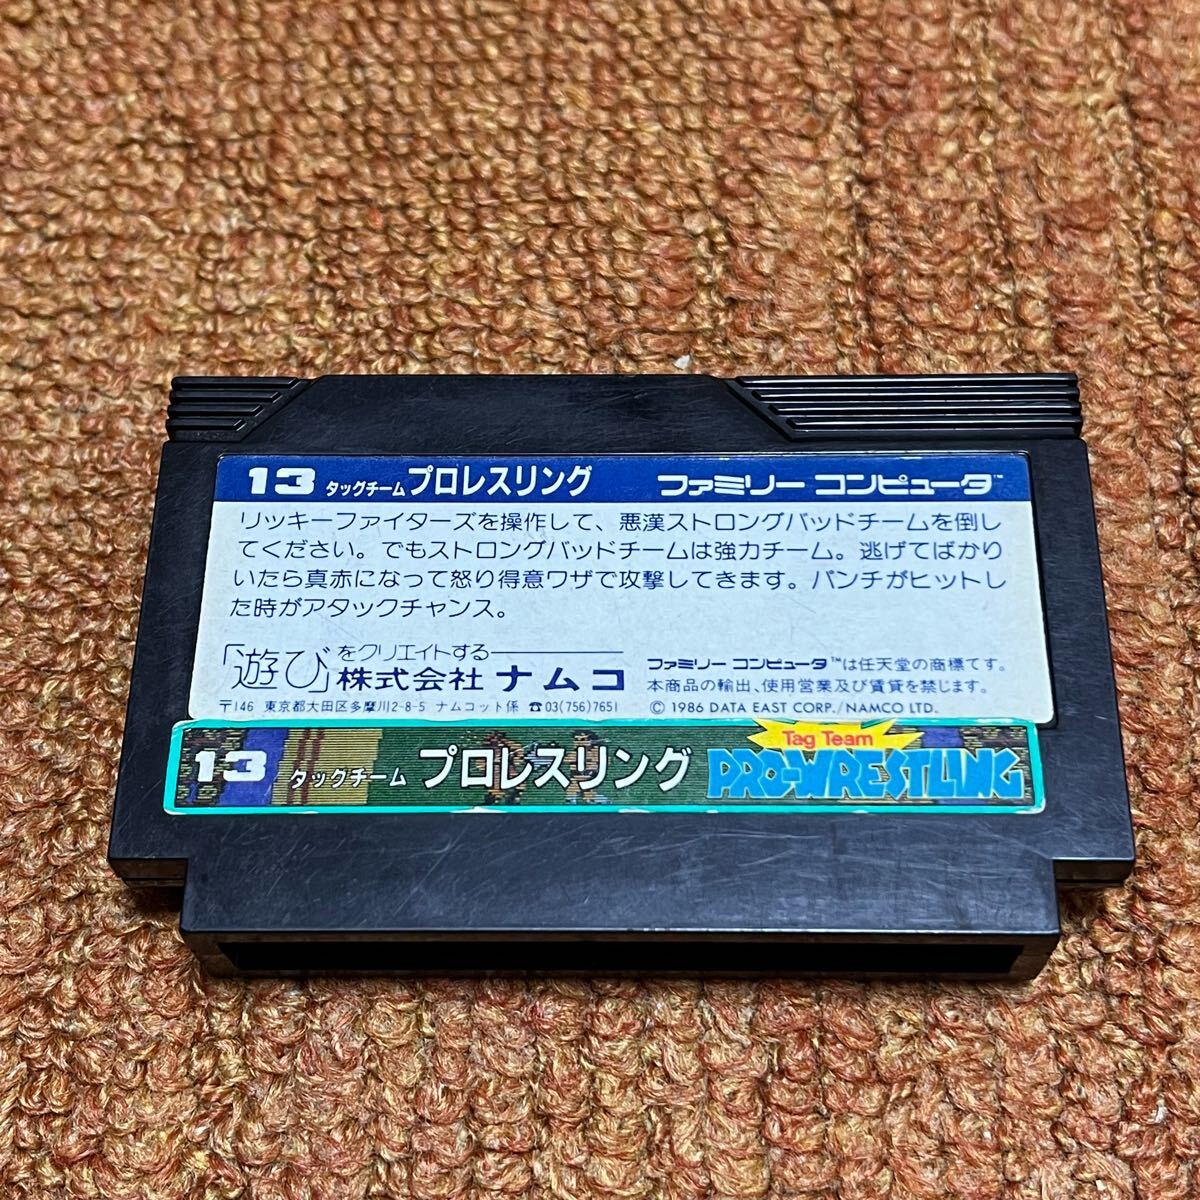 13 タッグチーム プロレスリング ファミリー コンピュータ™
リッキーファイターズを操作して、悪漢ストロングバッドチームを倒し
てください。でもストロングバッドチームは強力チーム。逃げてばかり
いたら真赤になって怒り得意ワザで攻撃してきます。パンチがヒットし
た時がアタックチャンス。
「遊び」をクリエイトする
株式会社 ナムコ
〒146 東京都大田区多摩川2-8-5 ナムコット係 ☎03(756)7651
ファミリー コンピュータ™は任天堂の商標です。
本商品の輸出、使用営業及び賃貸を禁じます。
© 1986 DATA EAST CORP./NAMCO LTD.
13 タッグチーム プロレスリング
Tag Team
PRO-WRESTLING